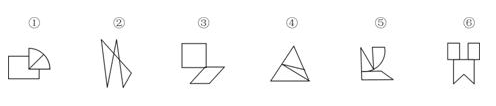 ① ② ③ ④ ⑤ ⑥